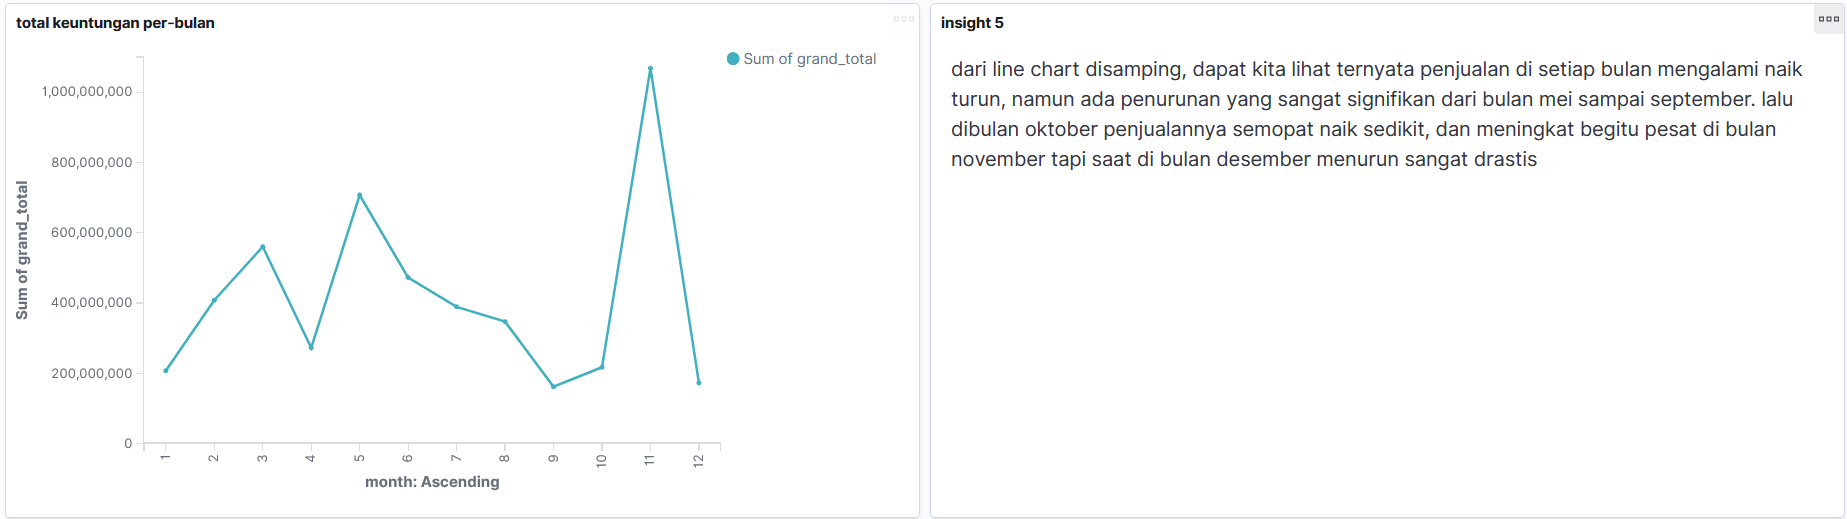 total keuntungan per-bulan
Sum of grand_total
1,000,000,000
800,000,000
600,000,000
400,000,000
200,000,000
0
Sum of grand_total
1
2
3
4
5
6
7
8
9
10
11
12
month: Ascending
insight 5
dari line chart disamping, dapat kita lihat ternyata penjualan di setiap bulan mengalami naik
turun, namun ada penurunan yang sangat signifikan dari bulan mei sampai september. lalu
dibulan oktober penjualannya semopat naik sedikit, dan meningkat begitu pesat di bulan
november tapi saat di bulan desember menurun sangat drastis